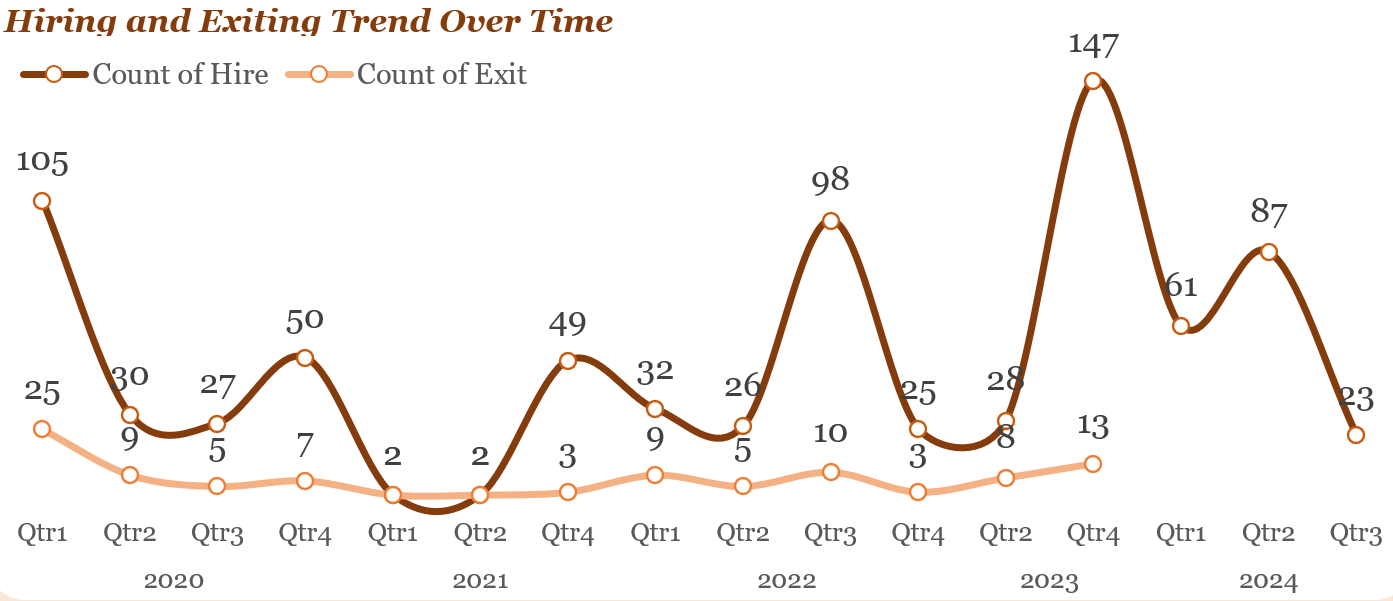 Hiring and Exiting Trend Over Time
Count of Hire Count of Exit
105 30 27 50 2 2 49 32 26 98 25 28 147 61 87 23
25 9 5 7 2 2 3 9 5 10 3 8 13
Qtr1 Qtr2 Qtr3 Qtr4 Qtr1 Qtr2 Qtr4 Qtr1 Qtr2 Qtr3 Qtr4 Qtr2 Qtr4 Qtr1 Qtr2 Qtr3
2020 2021 2022 2023 2024